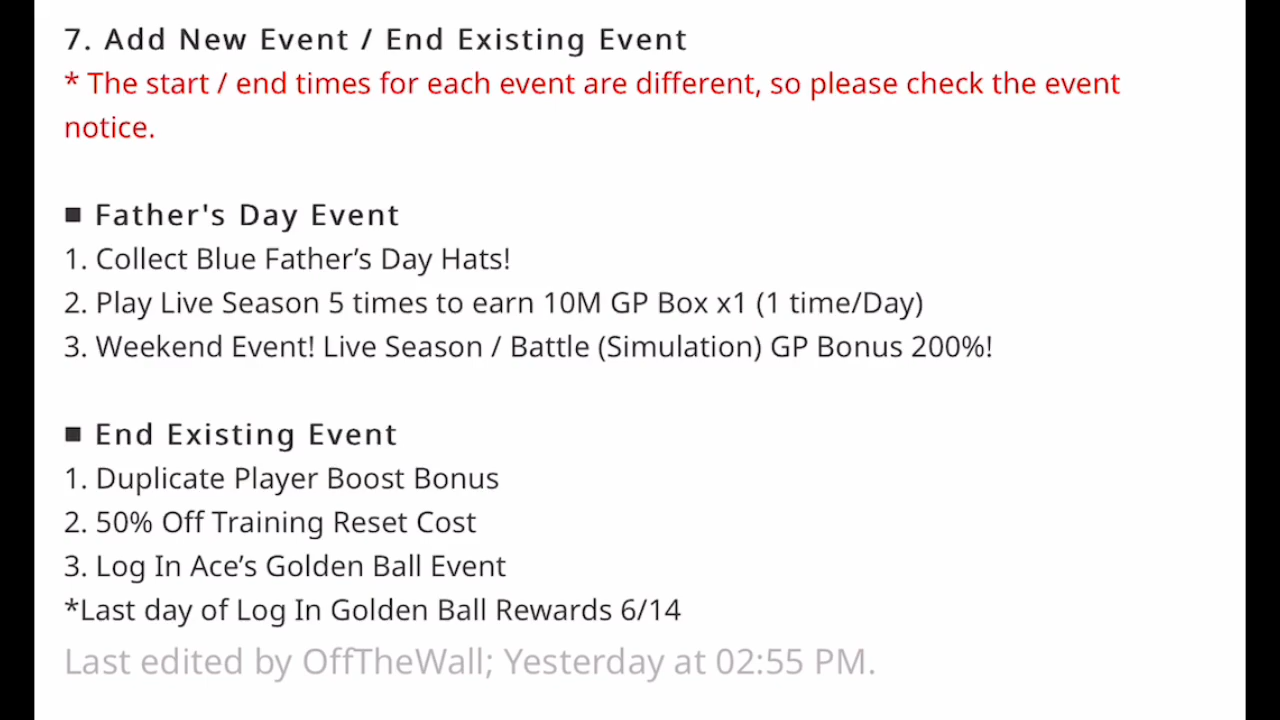 7. Add New Event / End Existing Event
* The start / end times for each event are different, so please check the event
notice.
■ Father's Day Event
1. Collect Blue Father’s Day Hats!
2. Play Live Season 5 times to earn 10M GP Box x1 (1 time/Day)
3. Weekend Event! Live Season / Battle (Simulation) GP Bonus 200%!
■ End Existing Event
1. Duplicate Player Boost Bonus
2. 50% Off Training Reset Cost
3. Log In Ace’s Golden Ball Event
*Last day of Log In Golden Ball Rewards 6/14
Last edited by OffTheWall; Yesterday at 02:55 PM.